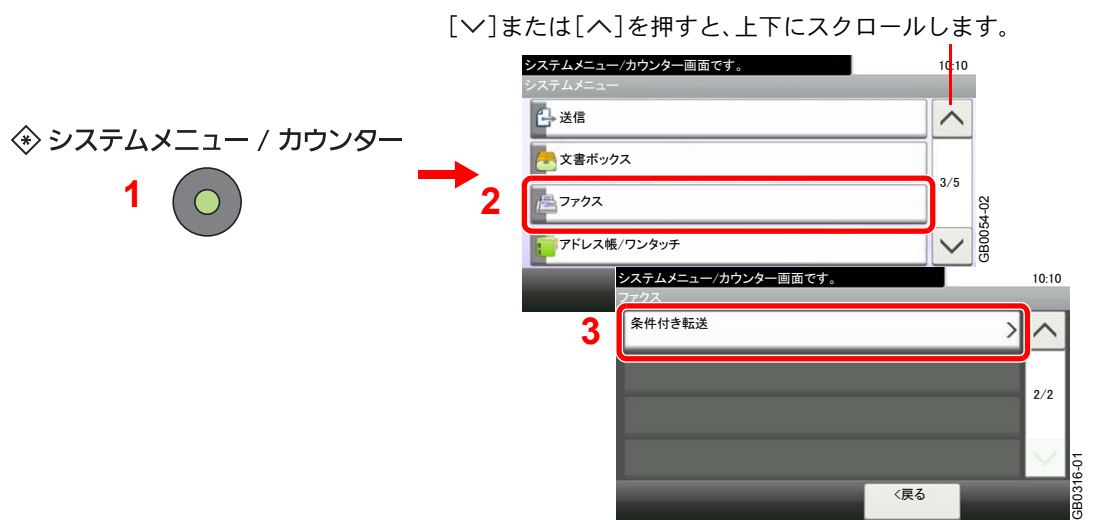 [∨]または[∧]を押すと、上下にスクロールします。
システムメニュー/カウンター画面です。
10:10
システムメニュー
送信
文書ボックス
3/5
ファクス
アドレス帳/ワンタッチ
GB0054-02
システムメニュー / カウンター
1
2
システムメニュー/カウンター画面です。
10:10
ファクス
3
条件付き転送
2/2
<戻る
GB0316-01